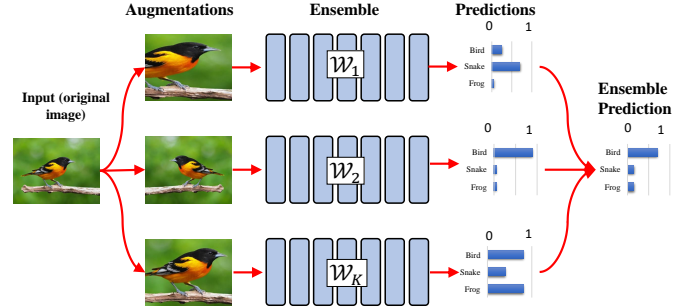 Augmentations
Ensemble
Predictions
Input (original
image)
𝒲1
0 1
Bird
Snake
Frog
𝒲2
0 1
Bird
Snake
Frog
𝒲K
0 1
Bird
Snake
Frog
Ensemble
Prediction
0 1
Bird
Snake
Frog